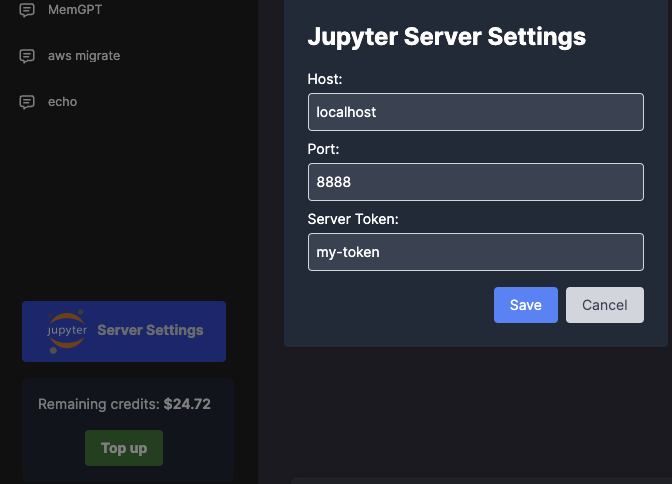 MemGPT
aws migrate
echo
jupyter Server Settings
Remaining credits: $24.72
Top up
Jupyter Server Settings
Host:
localhost
Port:
8888
Server Token:
my-token
Save Cancel